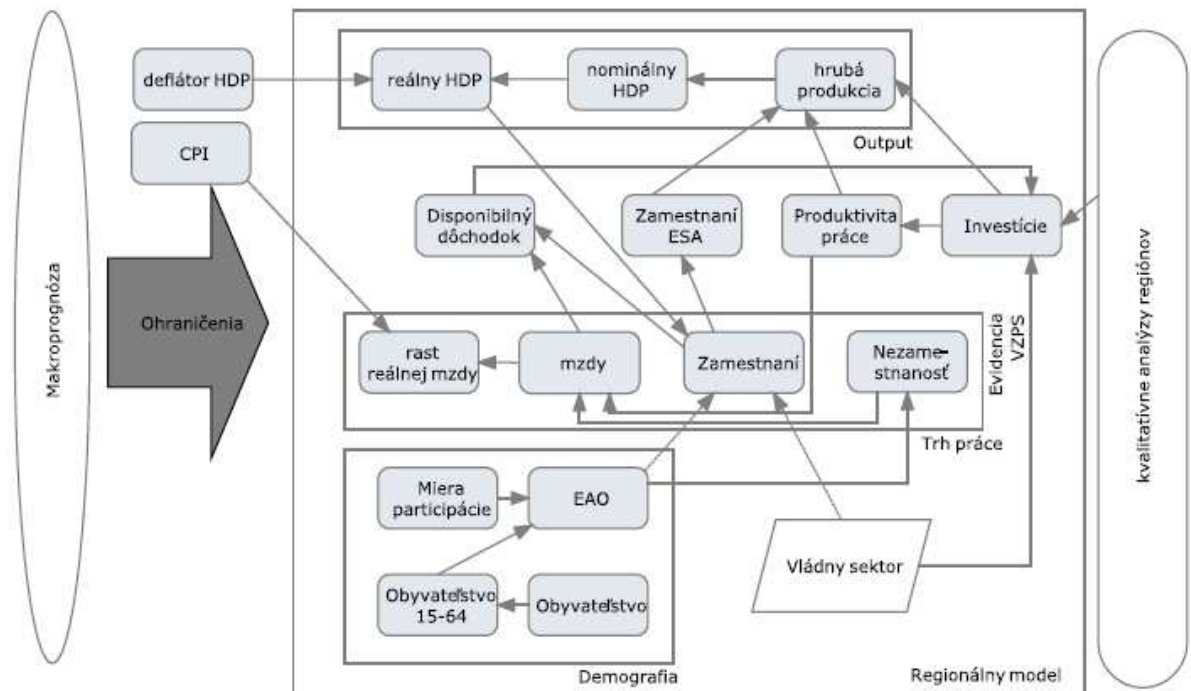 Makroprognóza
deflátor HDP
CPI
Ohraničenia
reálny HDP
nominálny
HDP
hrubá
produkcia
Output
Disponibilný
dôchodok
Zamestnaní
ESA
Produktivita
práce
Investície
rast
reálnej mzdy
mzdy
Zamestnaní
Nezame-
stnanosť
Evidencia
VZPS
Trh práce
Miera
participácie
EAO
Obyvateľstvo
15-64
Obyvateľstvo
Demografia
Vládny sektor
Regionálny model
kvalitatívne analýzy regiónov